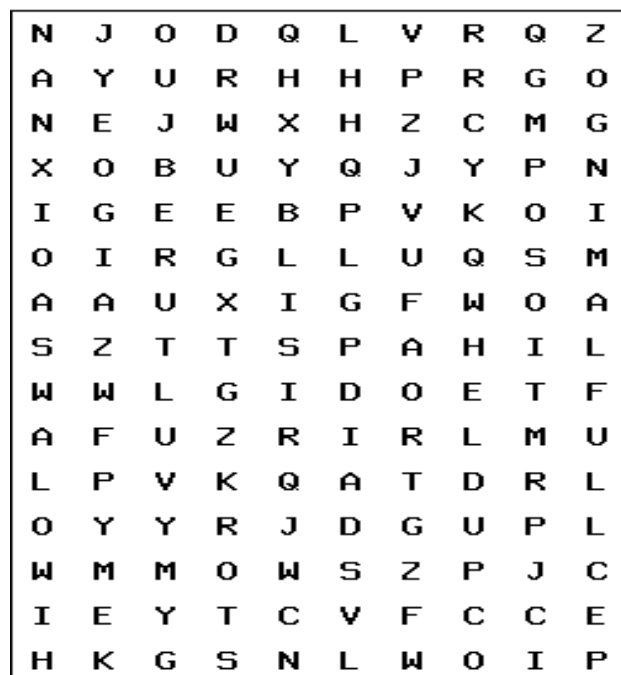 N J O D Q L V R Q Z
A Y U R H H P R G O
N E J W X H Z C M G
X O B U Y Q J Y P N
I G E E B P V K O I
O I R G L L U Q S M
A A U X I G F W O A
S Z T T S P A H I L
W W L G I D O E T F
A F U Z R I R L M U
L P V K Q A T D R L
O Y Y R J D G U P L
W M M O W S Z P J C
I E Y T C V F C C E
H K G S N L W O I P